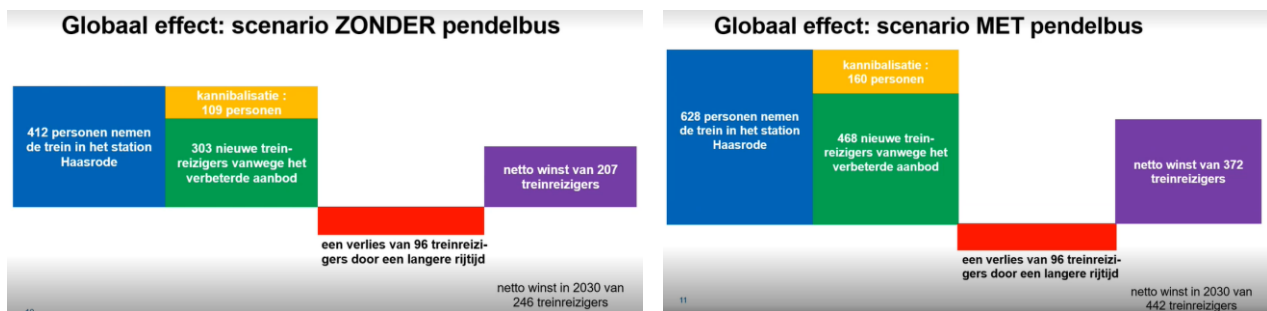 Globaal effect: scenario ZONDER pendelbus
kannibalisatie :
109 personen
412 personen nemen
de trein in het station
Haasrode
303 nieuwe trein-
reizigers vanwege het
verbeterde aanbod
netto winst van 207
treinreizigers
een verlies van 96 treinreizi-
gers door een langere rijtijd
netto winst in 2030 van
246 treinreizigers
Globaal effect: scenario MET pendelbus
kannibalisatie :
160 personen
628 personen nemen
de trein in het station
Haasrode
468 nieuwe trein-
reizigers vanwege het
verbeterde aanbod
netto winst van 372
treinreizigers
een verlies van 96 treinreizi-
gers door een langere rijtijd
netto winst in 2030 van
442 treinreizigers
11